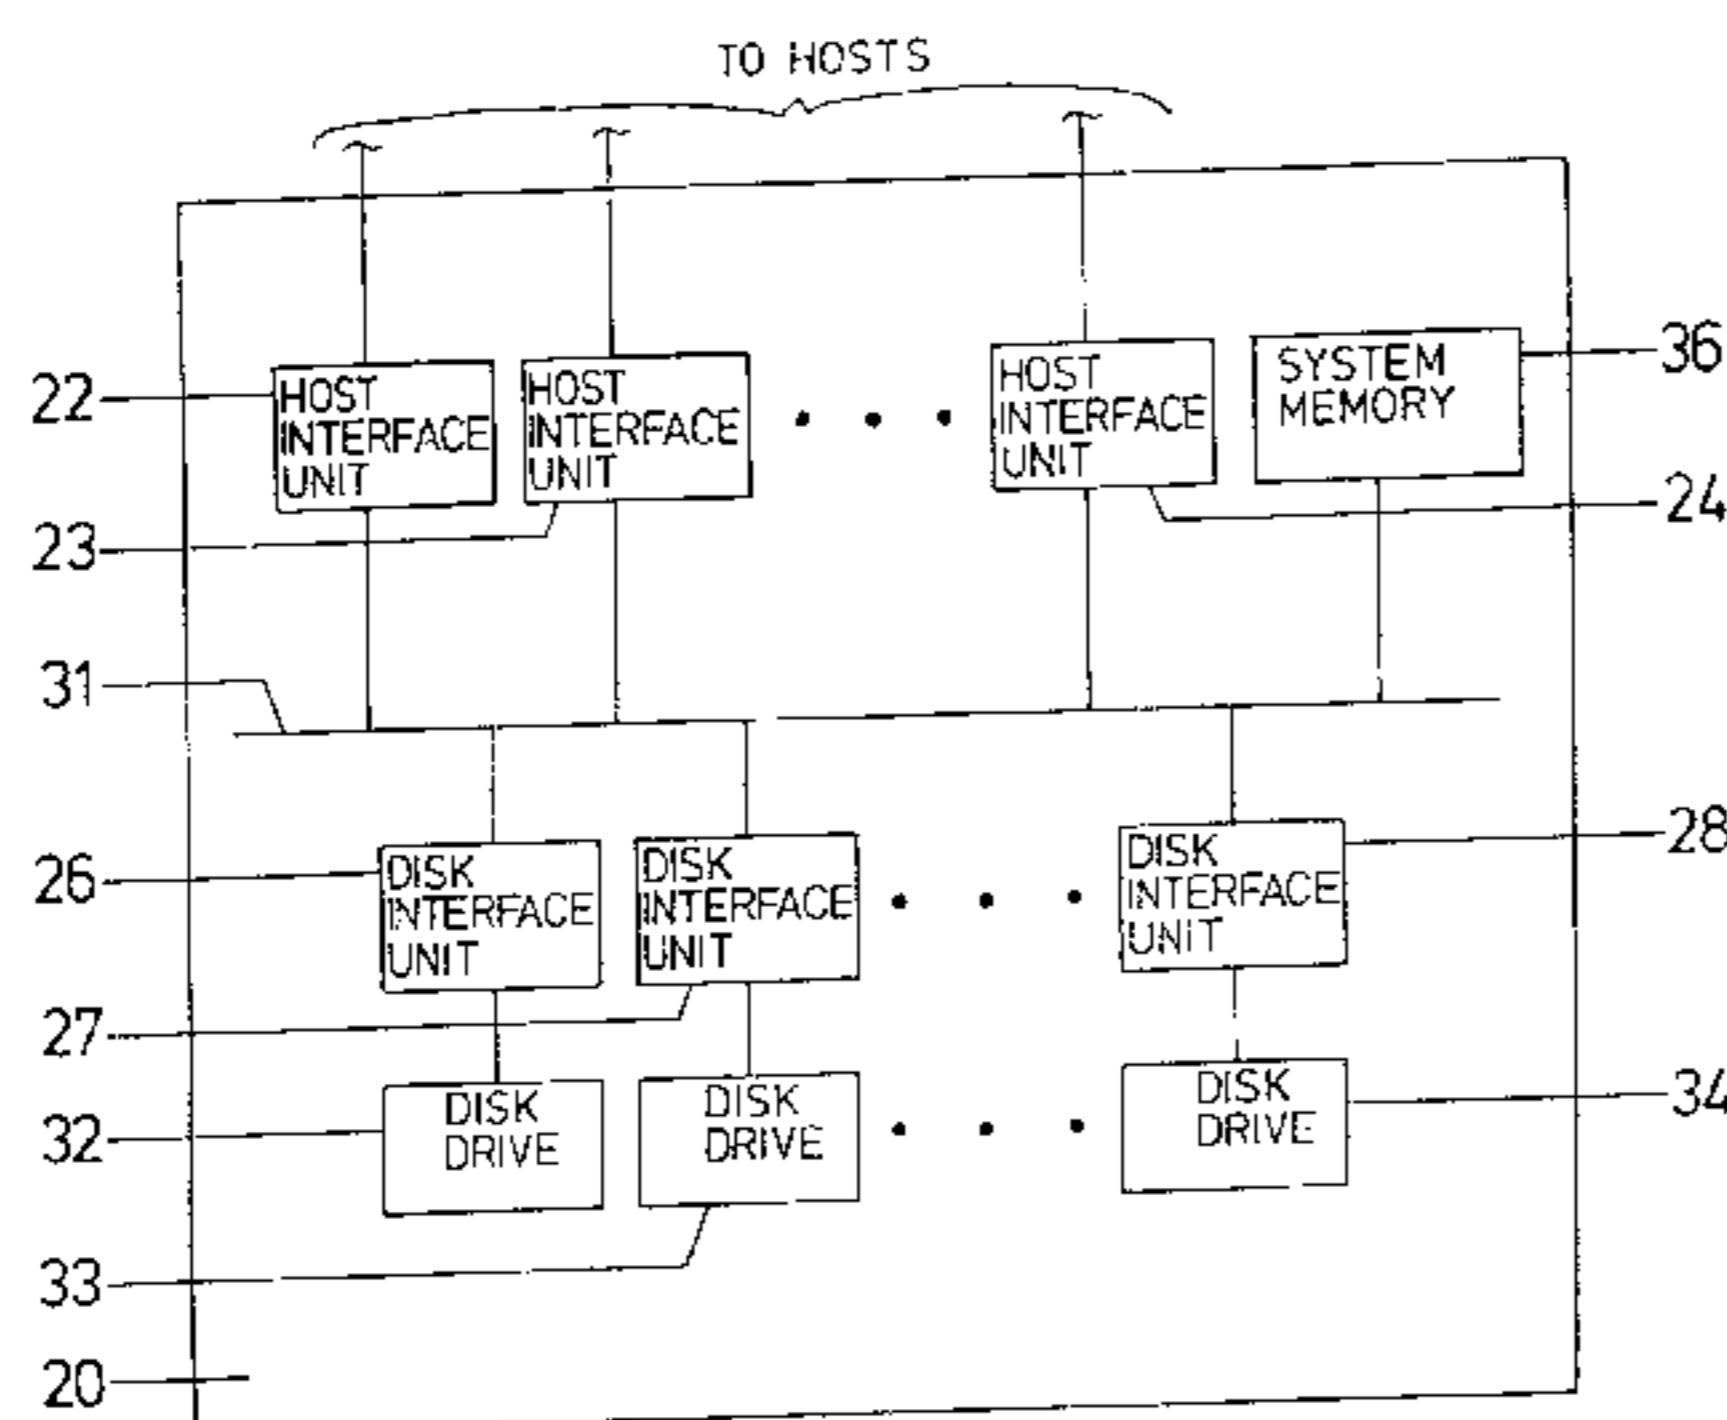 TO HOSTS
22
HOST
INTERFACE
UNIT
HOST
INTERFACE
UNIT
HOST
INTERFACE
UNIT
SYSTEM
MEMORY
36
23
24
31
26
DISK
INTERFACE
UNIT
DISK
INTERFACE
UNIT
DISK
INTERFACE
UNIT
28
27
32
DISK
DRIVE
DISK
DRIVE
DISK
DRIVE
34
33
20